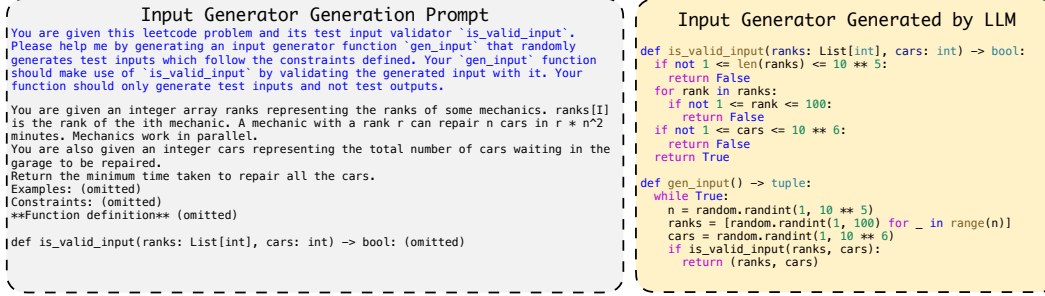 Input Generator Generation Prompt
You are given this leetcode problem and its test input validator `is_valid_input`.
Please help me by generating an input generator function `gen_input` that randomly
generates test inputs which follow the constraints defined. Your `gen_input` function
should make use of `is_valid_input` by validating the generated input with it. Your
function should only generate test inputs and not test outputs.
You are given an integer array ranks representing the ranks of some mechanics. ranks[I]
is the rank of the ith mechanic. A mechanic with a rank r can repair n cars in r * n^2
minutes. Mechanics work in parallel.
You are also given an integer cars representing the total number of cars waiting in the
garage to be repaired.
Return the minimum time taken to repair all the cars.
Examples: (omitted)
Constraints: (omitted)
**Function definition** (omitted)
def is_valid_input(ranks: List[int], cars: int) -> bool: (omitted)
Input Generator Generated by LLM
def is_valid_input(ranks: List[int], cars: int) -> bool:
  if not 1 <= len(ranks) <= 10 ** 5:
    return False
  for rank in ranks:
    if not 1 <= rank <= 100:
      return False
  if not 1 <= cars <= 10 ** 6:
    return False
  return True
def gen_input() -> tuple:
  while True:
    n = random.randint(1, 10 ** 5)
    ranks = [random.randint(1, 100) for _ in range(n)]
    cars = random.randint(1, 10 ** 6)
    if is_valid_input(ranks, cars):
      return (ranks, cars)